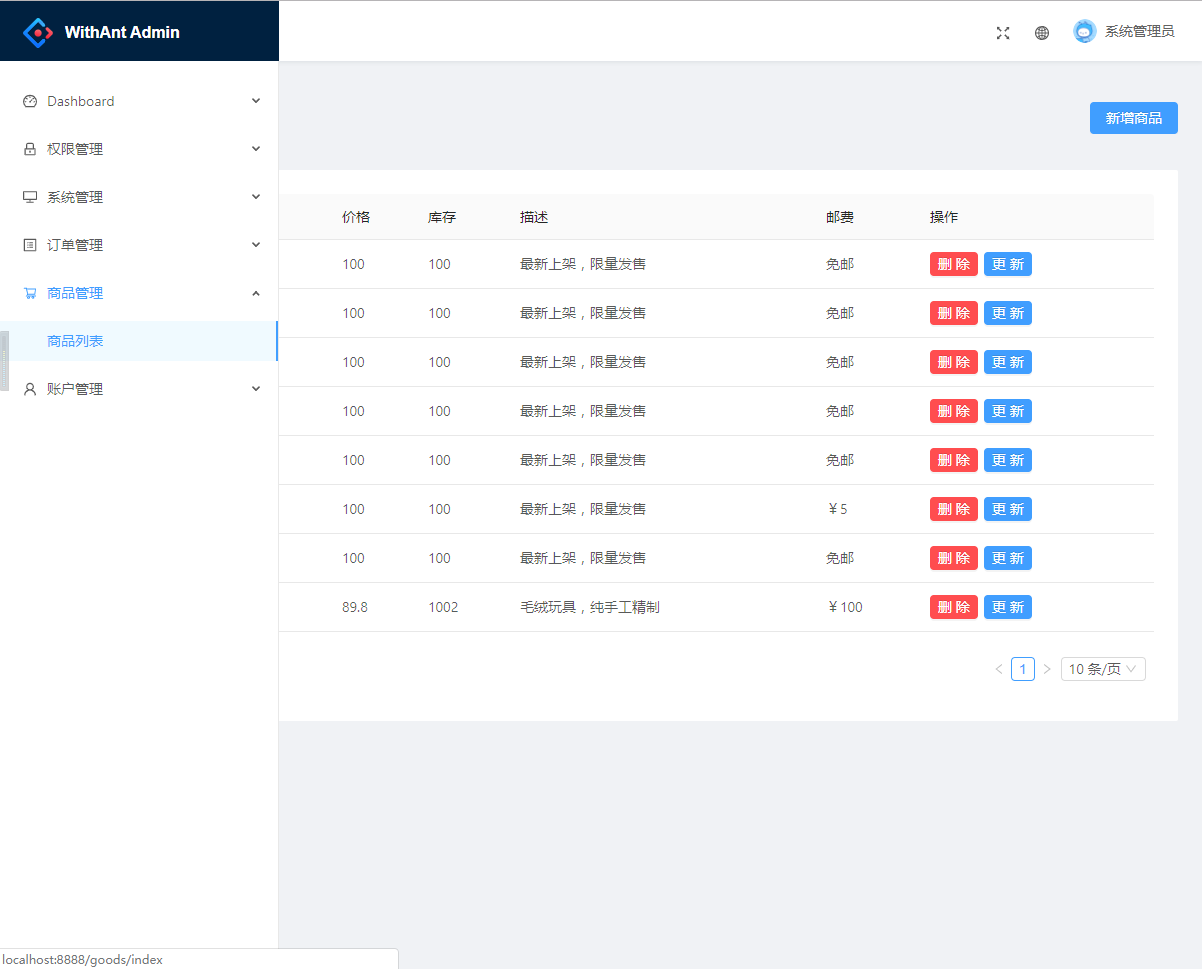 WithAnt Admin
系统管理员
Dashboard
权限管理
系统管理
订单管理
商品管理
商品列表
账户管理
新增商品
价格 库存 描述 邮费 操作
100 100 最新上架，限量发售 免邮 删 除 更 新
100 100 最新上架，限量发售 免邮 删 除 更 新
100 100 最新上架，限量发售 免邮 删 除 更 新
100 100 最新上架，限量发售 免邮 删 除 更 新
100 100 最新上架，限量发售 免邮 删 除 更 新
100 100 最新上架，限量发售 ￥5 删 除 更 新
100 100 最新上架，限量发售 免邮 删 除 更 新
89.8 1002 毛绒玩具，纯手工精制 ￥100 删 除 更 新
1 10 条/页
localhost:8888/goods/index